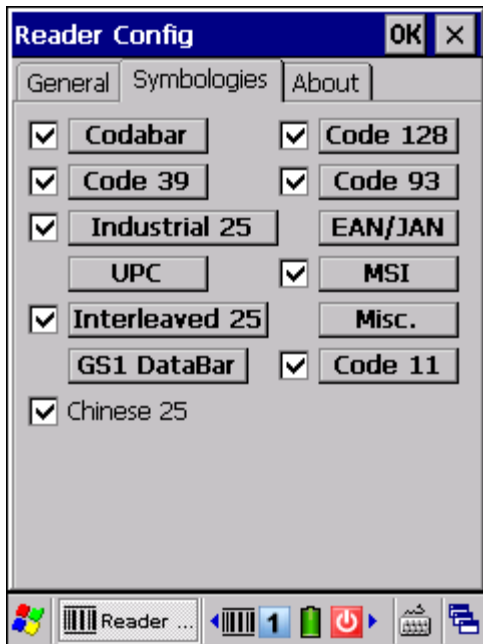 Reader Config OK
General Symbologies About
Codabar Code 128
Code 39 Code 93
Industrial 25 EAN/JAN
UPC MSI
Interleaved 25 Misc.
GS1 DataBar Code 11
Chinese 25
Reader ... 1